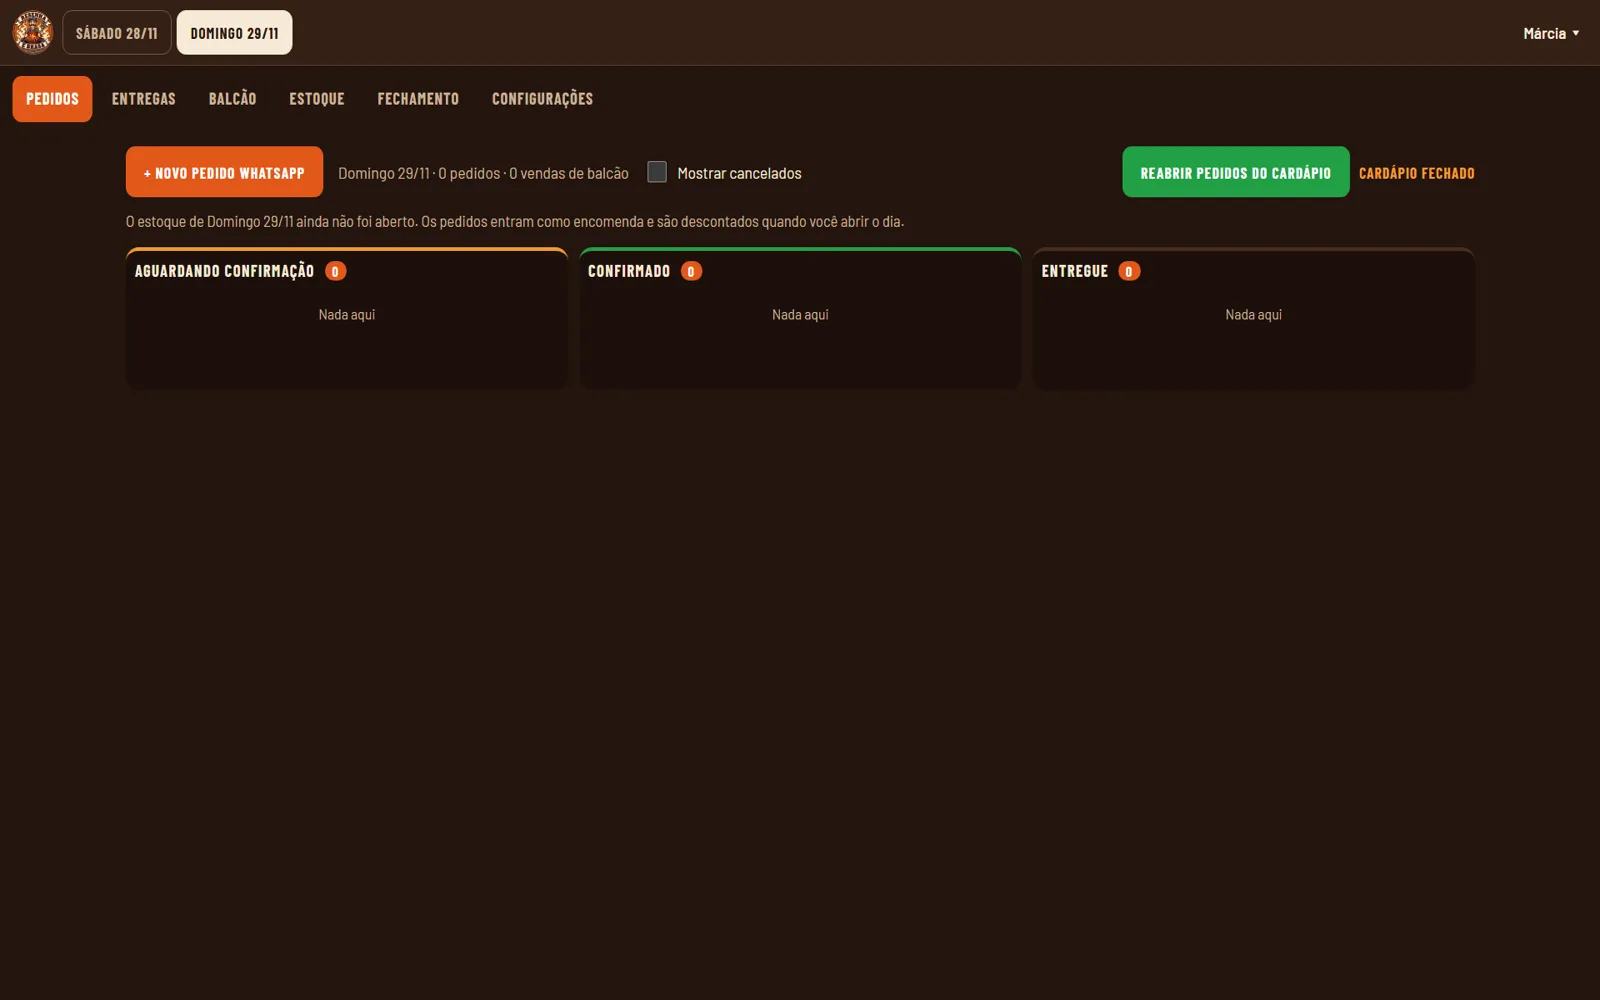 SÁBADO 28/11
DOMINGO 29/11
Márcia ▼
PEDIDOS
ENTREGAS
BALCÃO
ESTOQUE
FECHAMENTO
CONFIGURAÇÕES
+ NOVO PEDIDO WHATSAPP
Domingo 29/11 · 0 pedidos · 0 vendas de balcão
Mostrar cancelados
REABRIR PEDIDOS DO CARDÁPIO
CARDÁPIO FECHADO
O estoque de Domingo 29/11 ainda não foi aberto. Os pedidos entram como encomenda e são descontados quando você abrir o dia.
AGUARDANDO CONFIRMAÇÃO 0
Nada aqui
CONFIRMADO 0
Nada aqui
ENTREGUE 0
Nada aqui